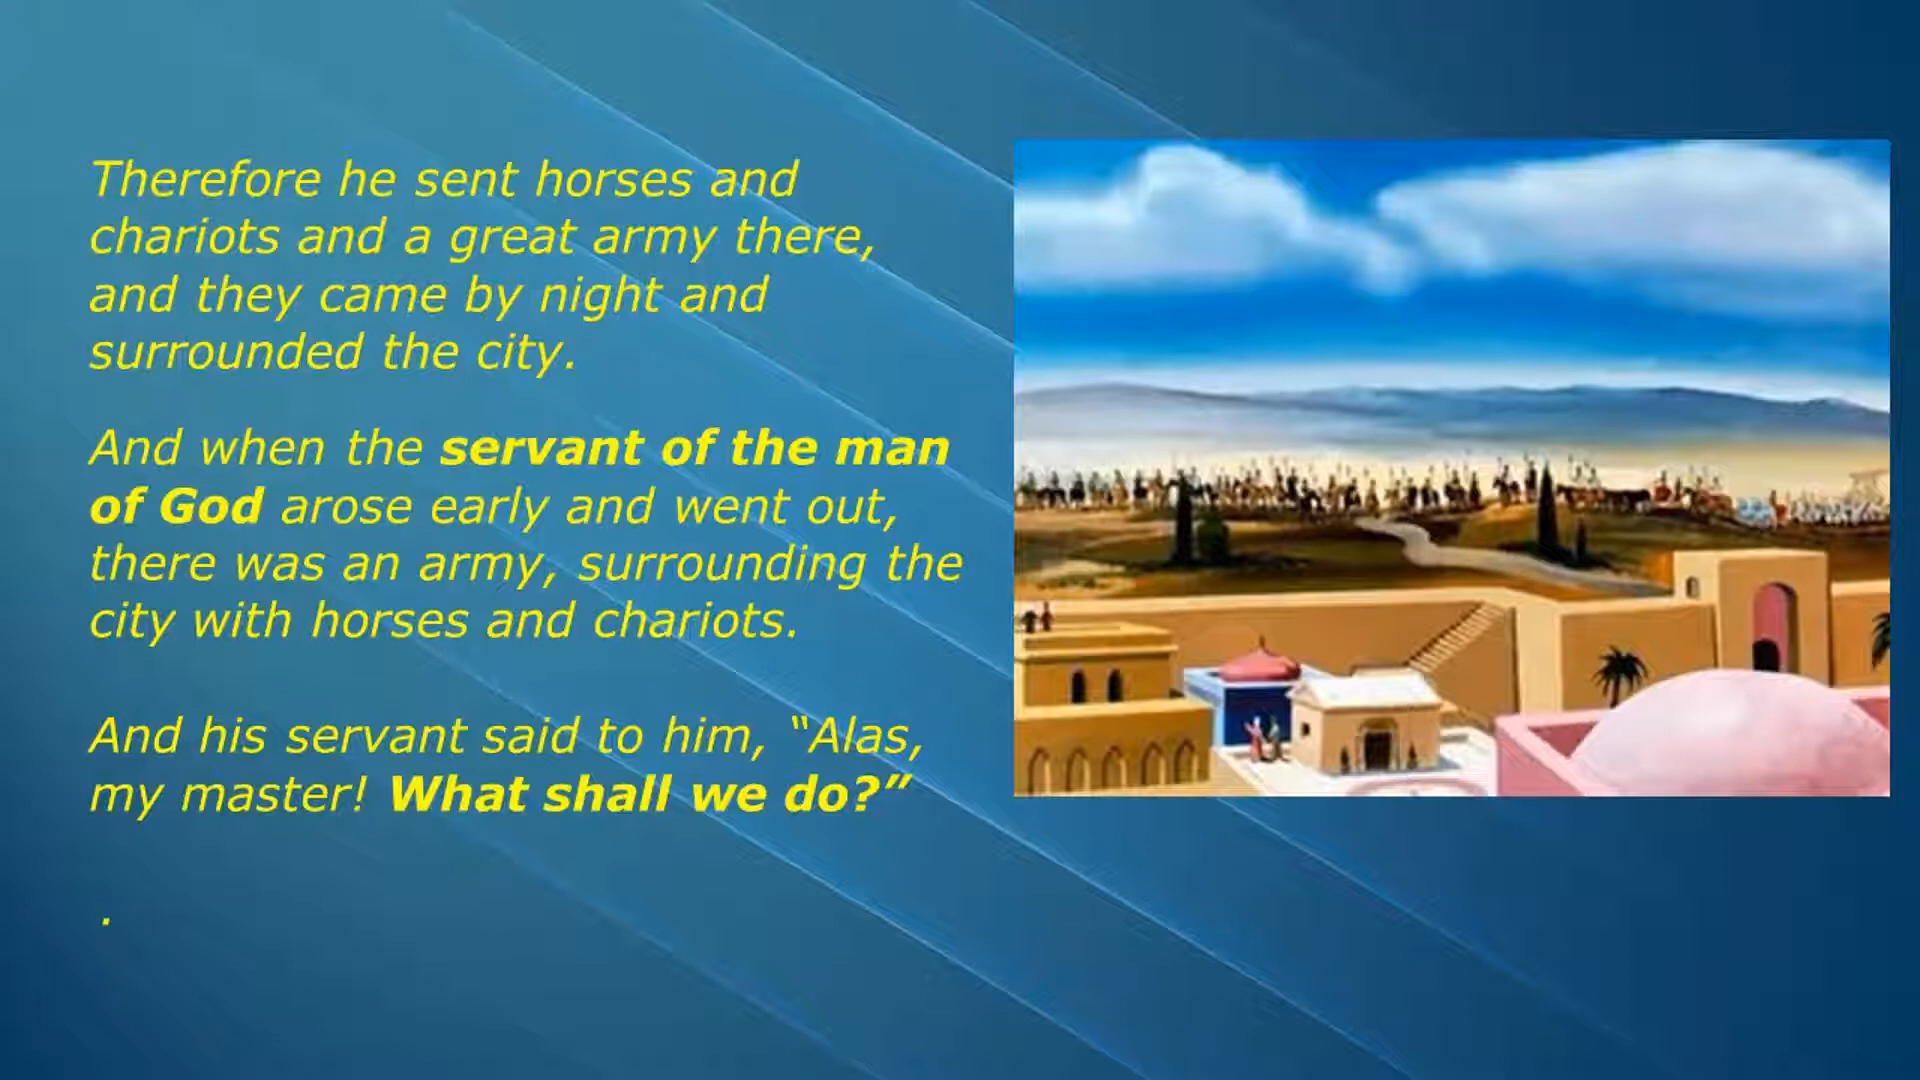 Therefore he sent horses and
chariots and a great army there,
and they came by night and
surrounded the city.
And when the servant of the man
of God arose early and went out,
there was an army, surrounding the
city with horses and chariots.
And his servant said to him, “Alas,
my master! What shall we do?”
.